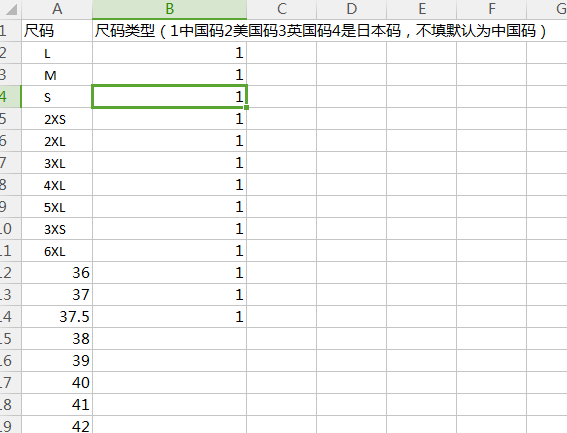 A B C D E F G
1 尺码 尺码类型（1中国码2美国码3英国码4是日本码，不填默认为中国码）
2 L 1
3 M 1
4 S 1
5 2XS 1
6 2XL 1
7 3XL 1
8 4XL 1
9 5XL 1
10 3XS 1
11 6XL 1
12 36 1
13 37 1
14 37.5 1
15 38
16 39
17 40
18 41
19 42